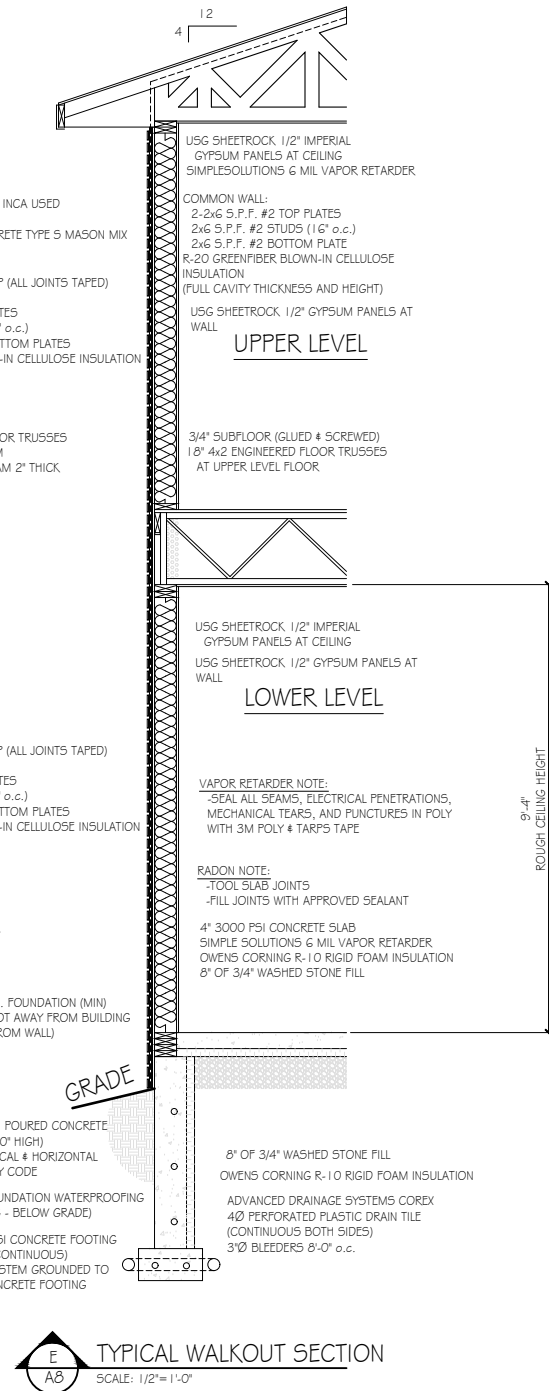 12
4
USG SHEETROCK 1/2" IMPERIAL
GYPSUM PANELS AT CEILING
SIMPLESOLUTIONS 6 MIL VAPOR RETARDER
COMMON WALL:
2-2x6 S.P.F. #2 TOP PLATES
2x6 S.P.F. #2 STUDS (16" o.c.)
2x6 S.P.F. #2 BOTTOM PLATE
R-20 GREENFIBER BLOWN-IN CELLULOSE
INSULATION
(FULL CAVITY THICKNESS AND HEIGHT)
USG SHEETROCK 1/2" GYPSUM PANELS AT
WALL
UPPER LEVEL
INCA USED
RETE TYPE S MASON MIX
(ALL JOINTS TAPED)
TES
o.c.)
TTOM PLATES
-IN CELLULOSE INSULATION
OR TRUSSES
AM 2" THICK
3/4" SUBFLOOR (GLUED & SCREWED)
18" 4x2 ENGINEERED FLOOR TRUSSES
AT UPPER LEVEL FLOOR
USG SHEETROCK 1/2" IMPERIAL
GYPSUM PANELS AT CEILING
USG SHEETROCK 1/2" GYPSUM PANELS AT
WALL
LOWER LEVEL
(ALL JOINTS TAPED)
TES
o.c.)
TTOM PLATES
-IN CELLULOSE INSULATION
VAPOR RETARDER NOTE:
-SEAL ALL SEAMS, ELECTRICAL PENETRATIONS,
MECHANICAL TEARS, AND PUNCTURES IN POLY
WITH 3M POLY & TARPS TAPE
RADON NOTE:
-TOOL SLAB JOINTS
-FILL JOINTS WITH APPROVED SEALANT
4" 3000 PSI CONCRETE SLAB
SIMPLE SOLUTIONS 6 MIL VAPOR RETARDER
OWENS CORNING R-10 RIGID FOAM INSULATION
8" OF 3/4" WASHED STONE FILL
9'-4"
ROUGH CEILING HEIGHT
. FOUNDATION (MIN)
OT AWAY FROM BUILDING
ROM WALL)
GRADE
POURED CONCRETE
0" HIGH)
CAL & HORIZONTAL
Y CODE
UNDATION WATERPROOFING
- BELOW GRADE)
SI CONCRETE FOOTING
CONTINUOUS)
STEM GROUNDED TO
NCRETE FOOTING
8" OF 3/4" WASHED STONE FILL
OWENS CORNING R-10 RIGID FOAM INSULATION
ADVANCED DRAINAGE SYSTEMS COREX
4Ø PERFORATED PLASTIC DRAIN TILE
(CONTINUOUS BOTH SIDES)
3"Ø BLEEDERS 8'-0" o.c.
E
A8
TYPICAL WALKOUT SECTION
SCALE: 1/2"=1'-0"